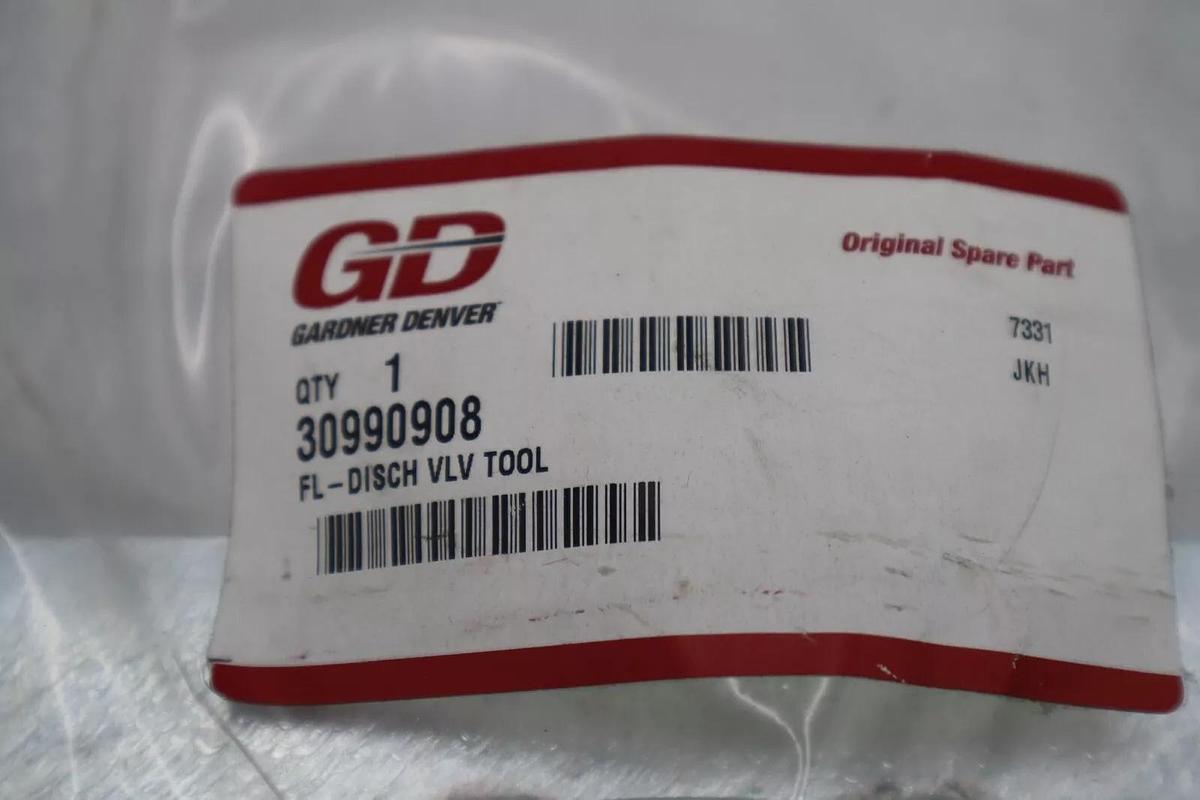 GD
GARDNER DENVER
Original Spare Part
7331
JKH
QTY 1
30990908
FL-DISCH VLV TOOL